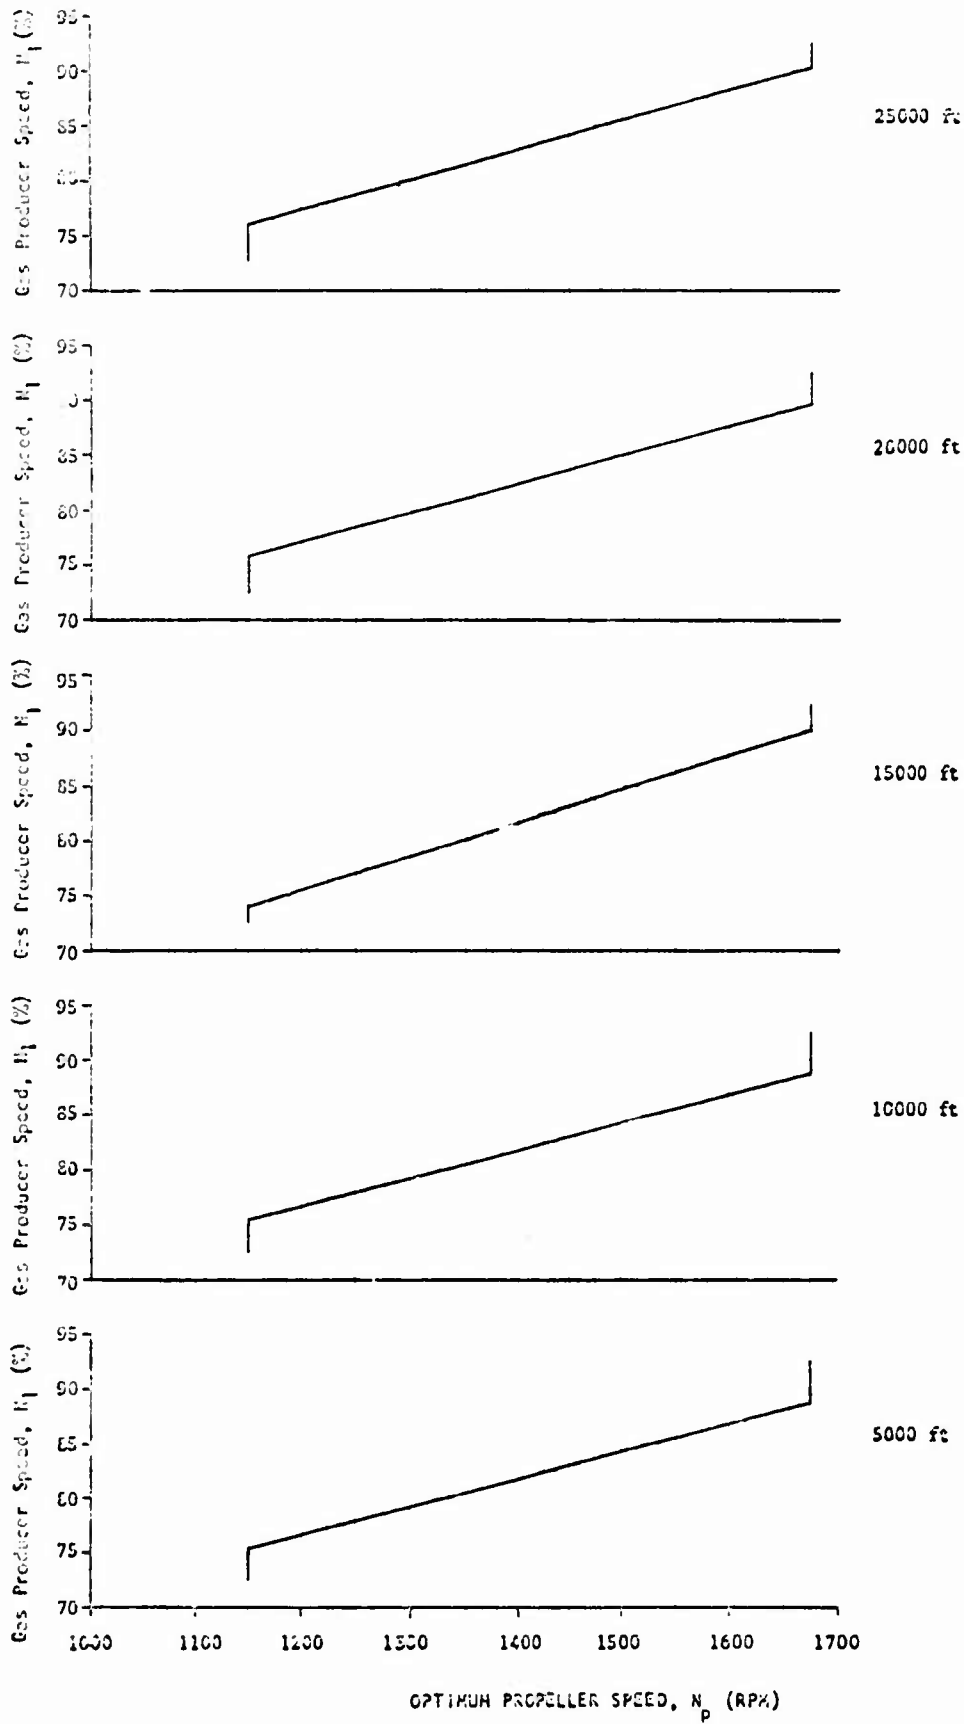 Gas Producer Speed, N1 (%)
95
90
85
80
75
70
25000 ft
Gas Producer Speed, N1 (%)
95
85
80
75
70
20000 ft
Gas Producer Speed, N1 (%)
95
90
85
80
75
70
15000 ft
Gas Producer Speed, N1 (%)
95
90
85
80
75
70
10000 ft
Gas Producer Speed, N1 (%)
95
90
85
80
75
70
5000 ft
1000 1100 1200 1300 1400 1500 1600 1700
OPTIMUM PROPELLER SPEED, Np (RPM)